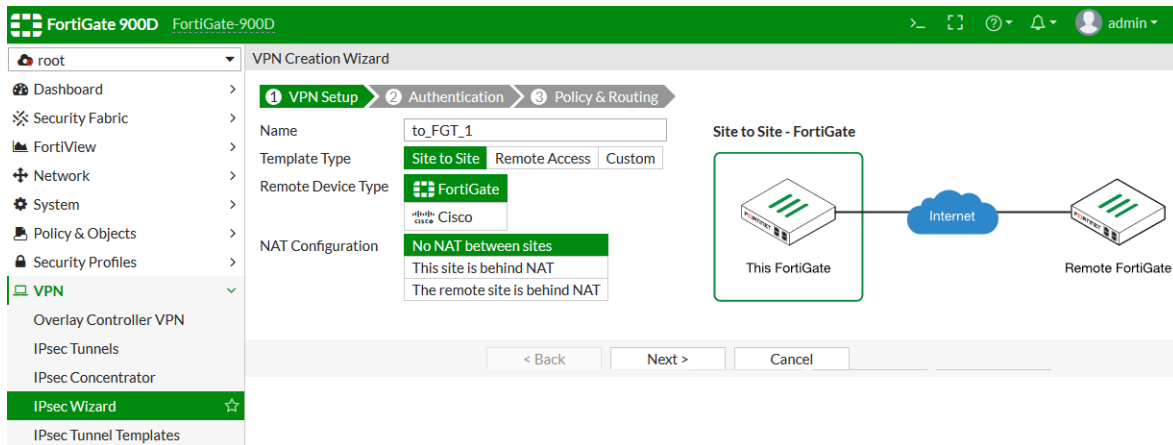 FortiGate 900D FortiGate-900D
>_ admin
root
VPN Creation Wizard
Dashboard
Security Fabric
FortiView
Network
System
Policy & Objects
Security Profiles
VPN
Overlay Controller VPN
IPsec Tunnels
IPsec Concentrator
IPsec Wizard
IPsec Tunnel Templates
1 VPN Setup 2 Authentication 3 Policy & Routing
Name to_FGT_1
Template Type Site to Site Remote Access Custom
Remote Device Type FortiGate
CISCO Cisco
NAT Configuration No NAT between sites
This site is behind NAT
The remote site is behind NAT
Site to Site - FortiGate
Internet
This FortiGate
Remote FortiGate
< Back Next > Cancel